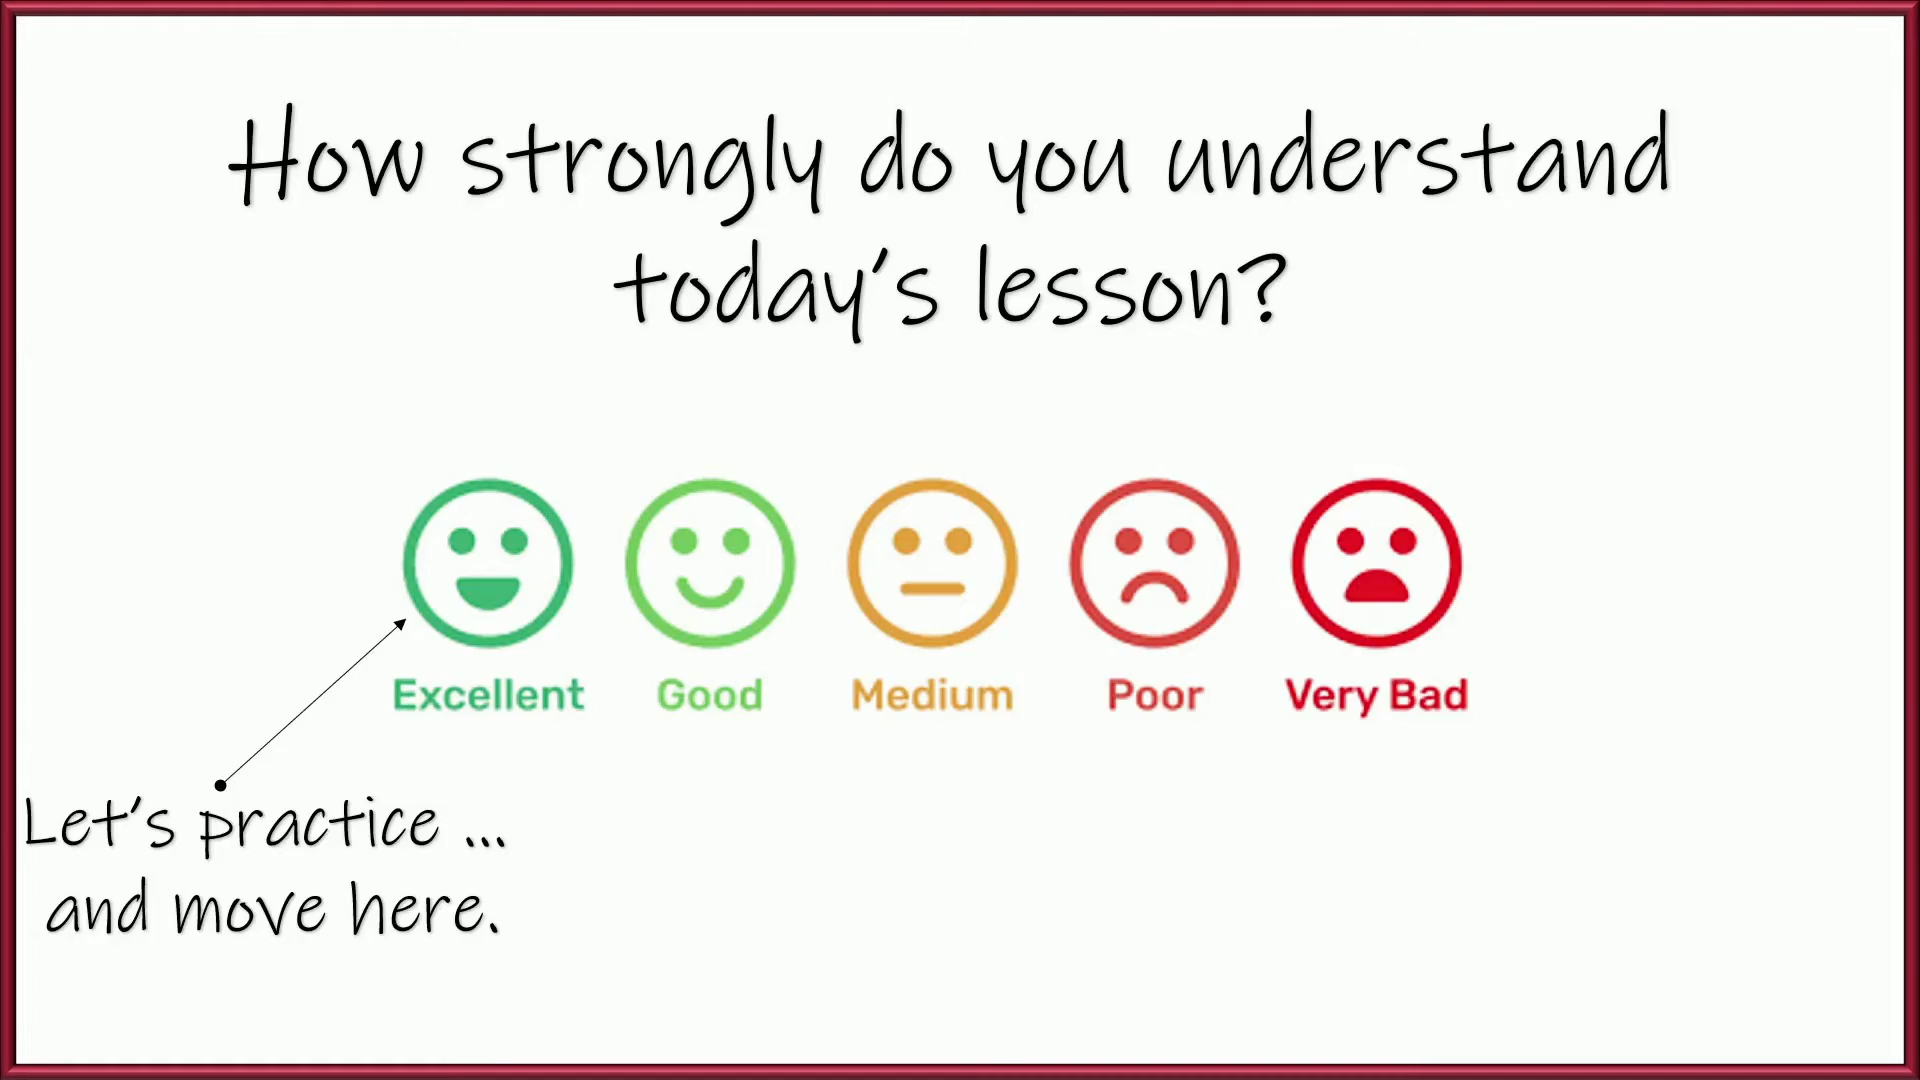 How strongly do you understand
today's lesson?
Excellent Good Medium Poor Very Bad
Let's practice ...
and move here.